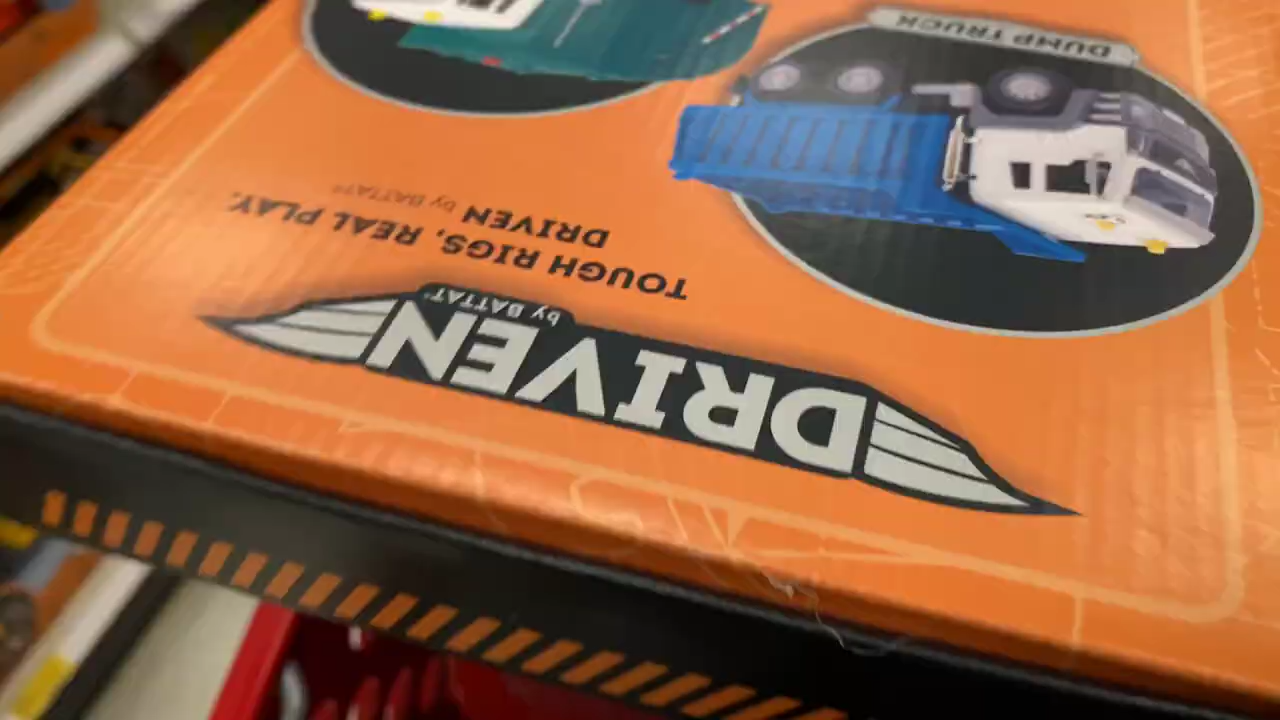 DRIVEN
by BATTAT®
TOUGH RIGS, REAL PLAY.
DRIVEN by BATTAT®
DUMP TRUCK